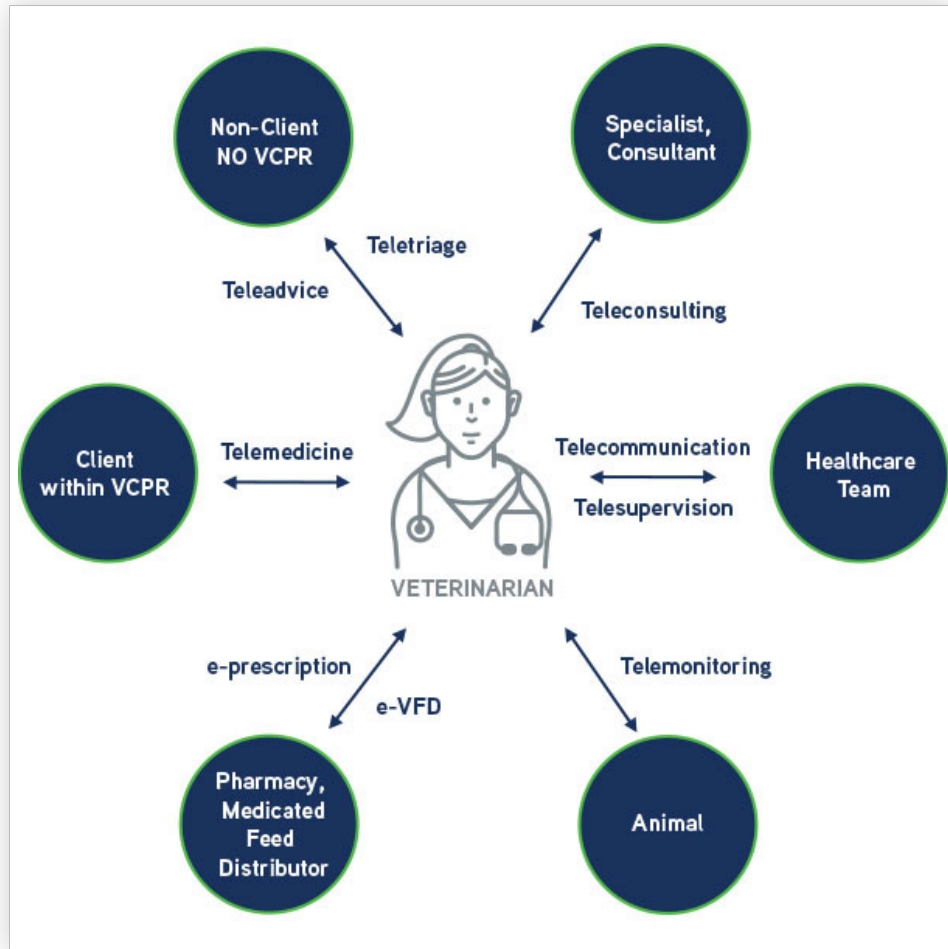 Non-Client
NO VCPR
Specialist,
Consultant
Teletriage
Teleadvice
Teleconsulting
Client
within VCPR
Telemedicine
Telecommunication
Telesupervision
Healthcare
Team
VETERINARIAN
e-prescription
e-VFD
Telemonitoring
Pharmacy,
Medicated
Feed
Distributor
Animal